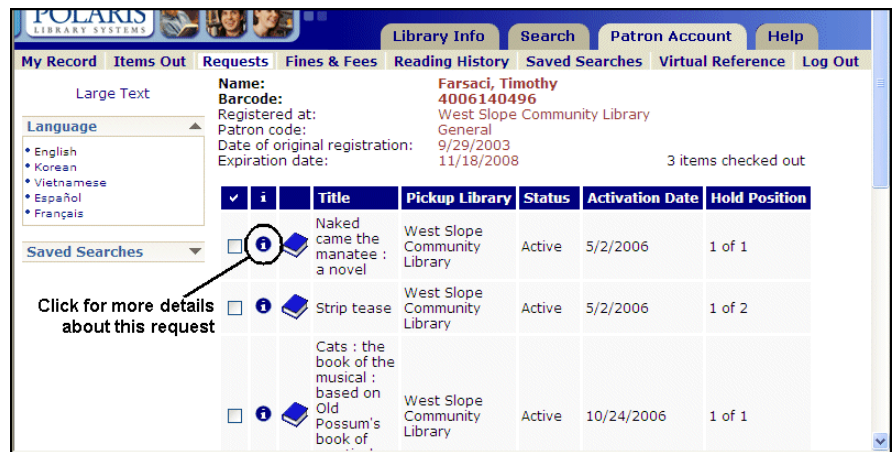 POLARIS
LIBRARY SYSTEMS
Library Info Search Patron Account Help
My Record Items Out Requests Fines & Fees Reading History Saved Searches Virtual Reference Log Out
Large Text
Language
English
Korean
Vietnamese
Español
Français
Saved Searches
Click for more details
about this request
Name: Farsaci, Timothy
Barcode: 4006140496
Registered at: West Slope Community Library
Patron code: General
Date of original registration: 9/29/2003
Expiration date: 11/18/2008 3 items checked out
i Title Pickup Library Status Activation Date Hold Position
Naked
came the
manatee :
a novel
West Slope
Community
Library
Active 5/2/2006 1 of 1
Strip tease
West Slope
Community
Library
Active 5/2/2006 1 of 2
Cats : the
book of the
musical :
based on
Old
Possum's
book of
West Slope
Community
Library
Active 10/24/2006 1 of 1